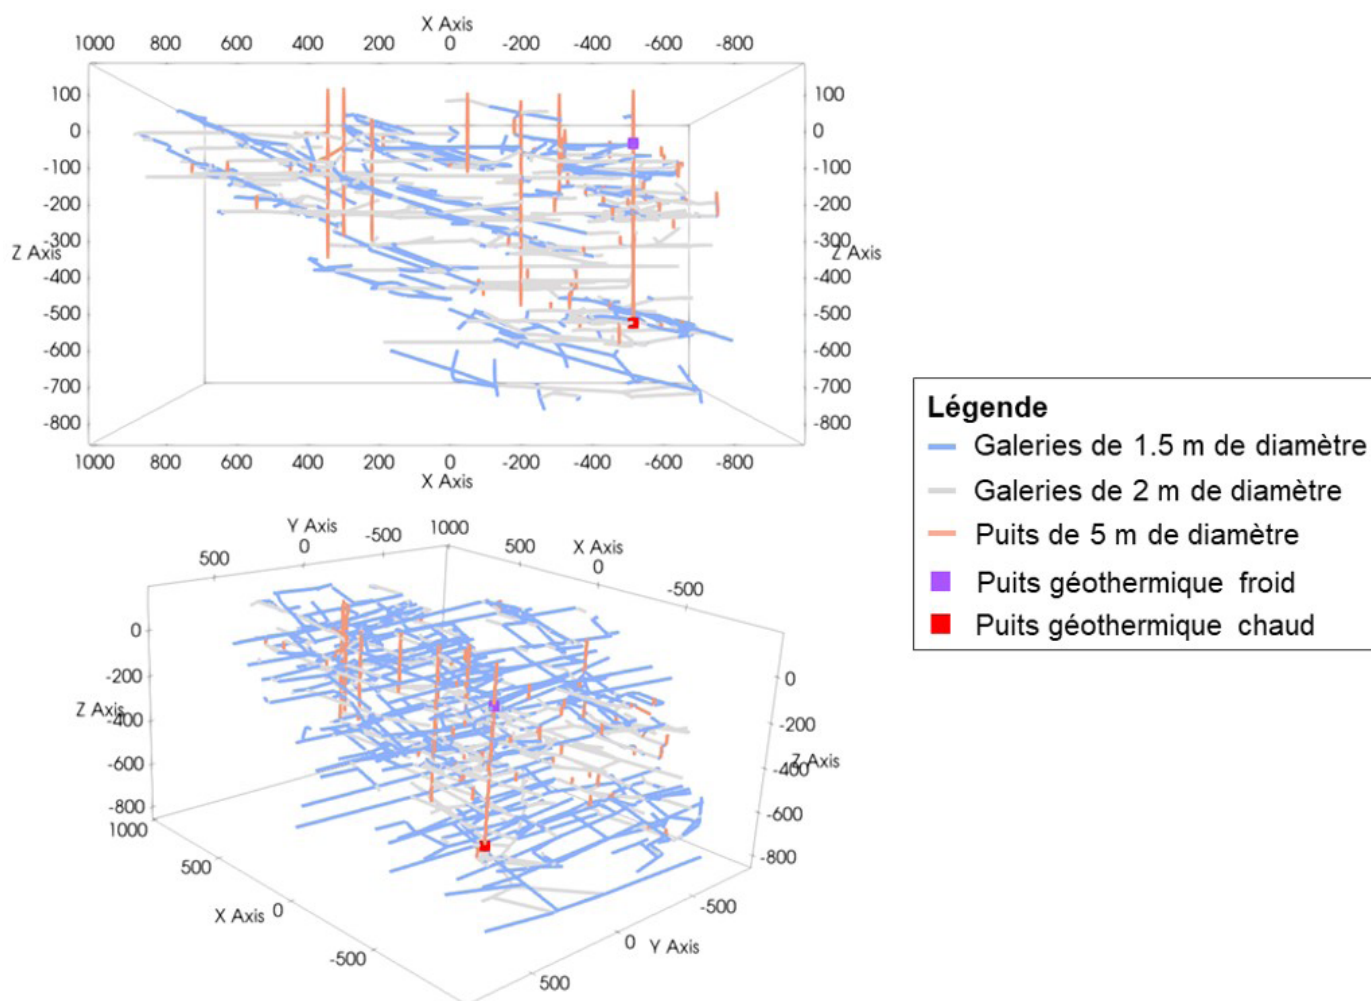 X Axis
1000 800 600 400 200 0 -200 -400 -600 -800
100 100
0 0
-100 -100
-200 -200
-300 -300
Z Axis Z Axis
-400 -400
-500 -500
-600 -600
-700 -700
-800 -800
1000 800 600 400 200 0 -200 -400 -600 -800
X Axis
Légende
Galeries de 1.5 m de diamètre
Galeries de 2 m de diamètre
Puits de 5 m de diamètre
Puits géothermique froid
Puits géothermique chaud
Y Axis 1000
500 0 -500 500 X Axis
0
-500
0
-200
Z Axis
-400
-600
-800
1000
0
-200
-400 Z Axis
-600
-800
500
X Axis 0
-500
-500
0 Y Axis
500